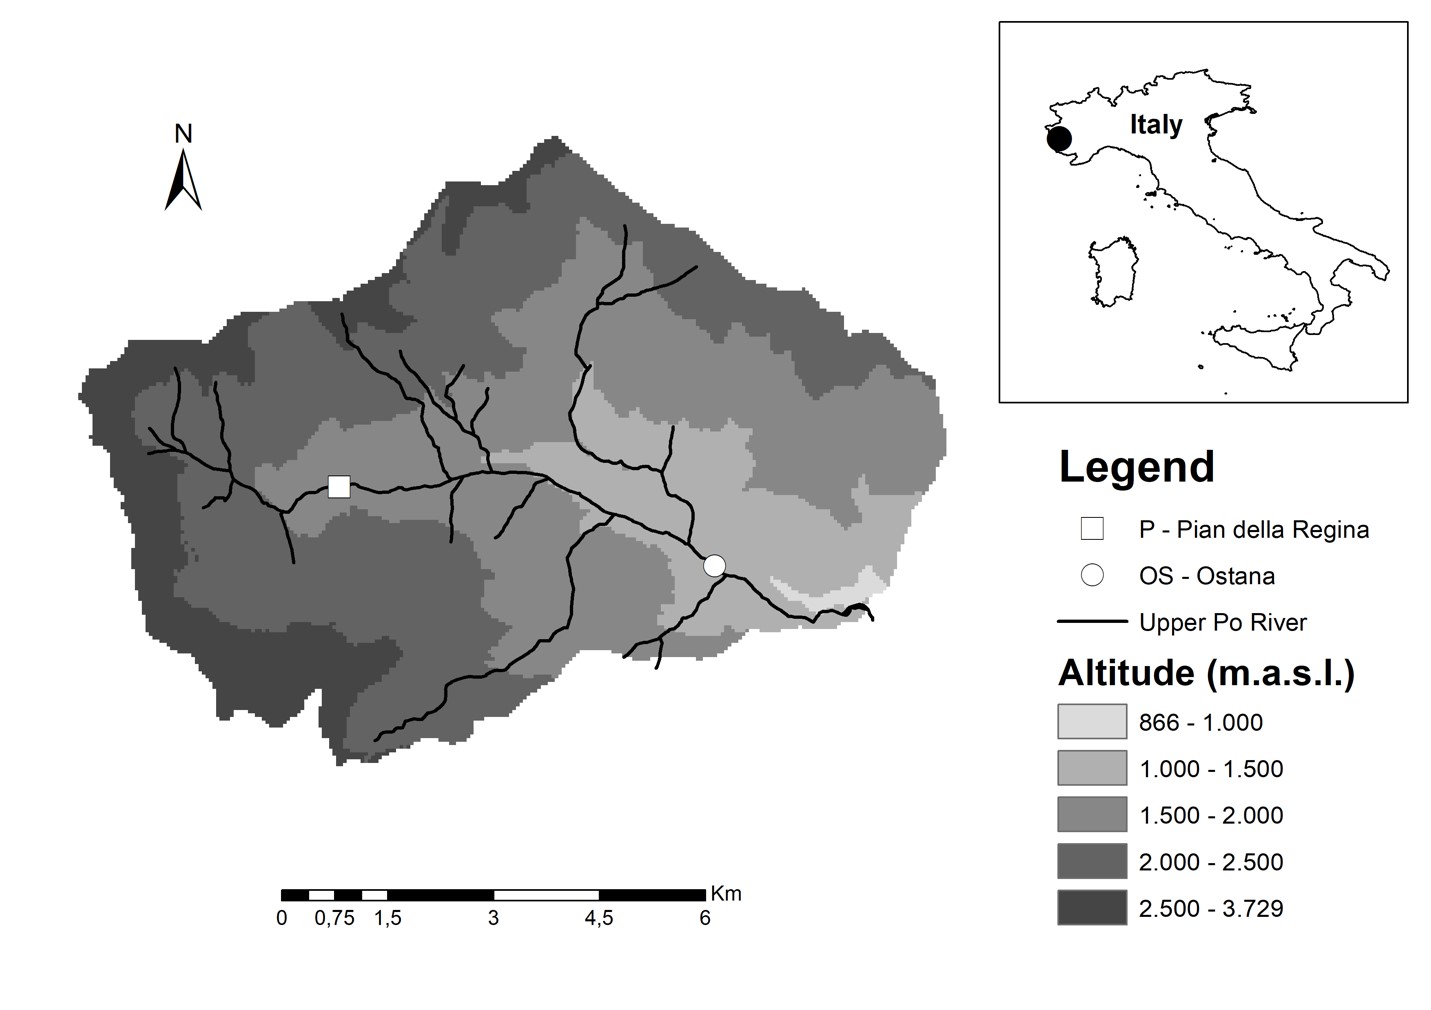 N
Italy
Legend
P - Pian della Regina
OS - Ostana
Upper Po River
Altitude (m.a.s.l.)
866 - 1.000
1.000 - 1.500
1.500 - 2.000
2.000 - 2.500
2.500 - 3.729
Km
0 0,75 1,5 3 4,5 6